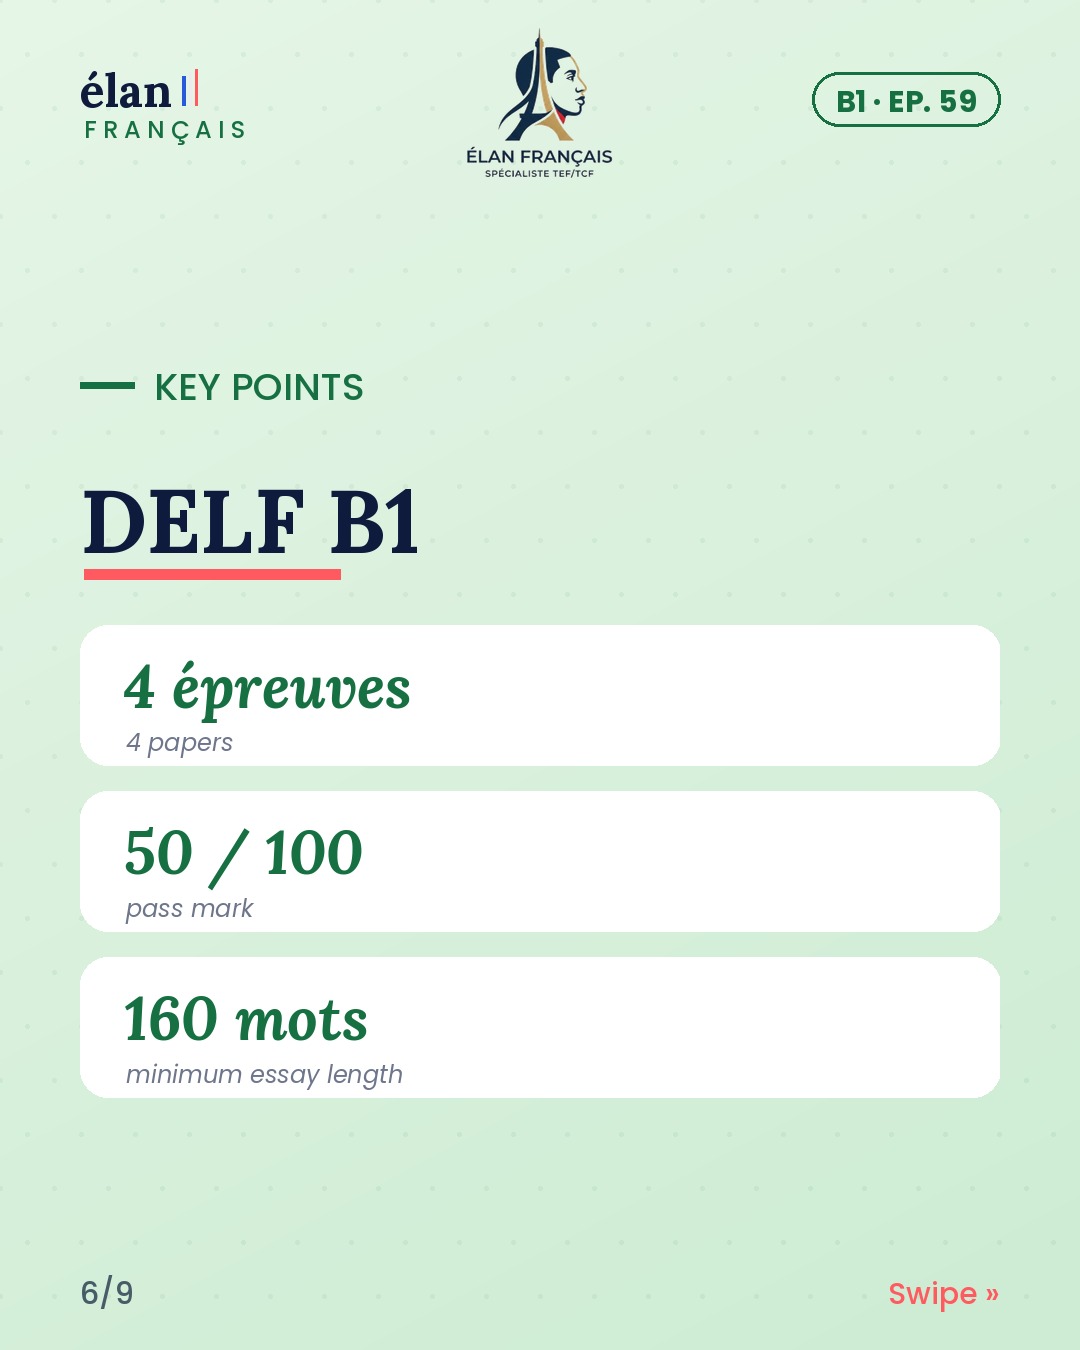 élan
FRANÇAIS
ÉLAN FRANÇAIS
SPÉCIALISTE TEF/TCF
B1 · EP. 59
KEY POINTS
DELF B1
4 épreuves
4 papers
50 / 100
pass mark
160 mots
minimum essay length
6/9
Swipe »